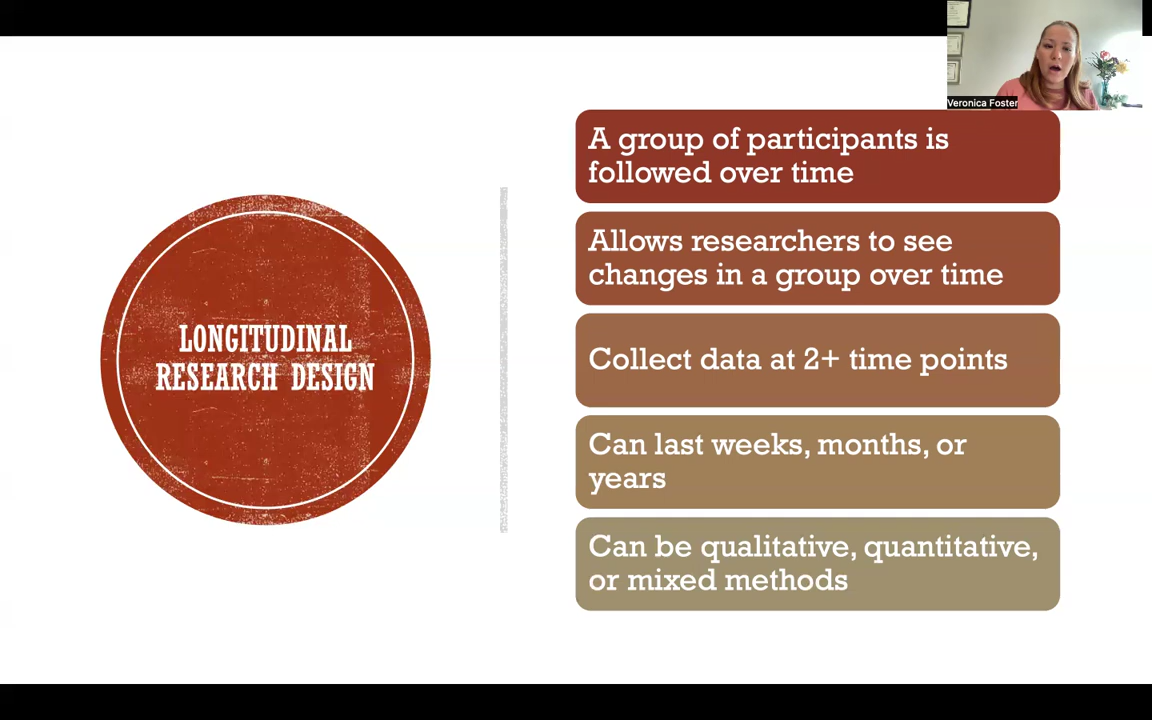 Veronica Foster
LONGITUDINAL
RESEARCH DESIGN
A group of participants is
followed over time
Allows researchers to see
changes in a group over time
Collect data at 2+ time points
Can last weeks, months, or
years
Can be qualitative, quantitative,
or mixed methods